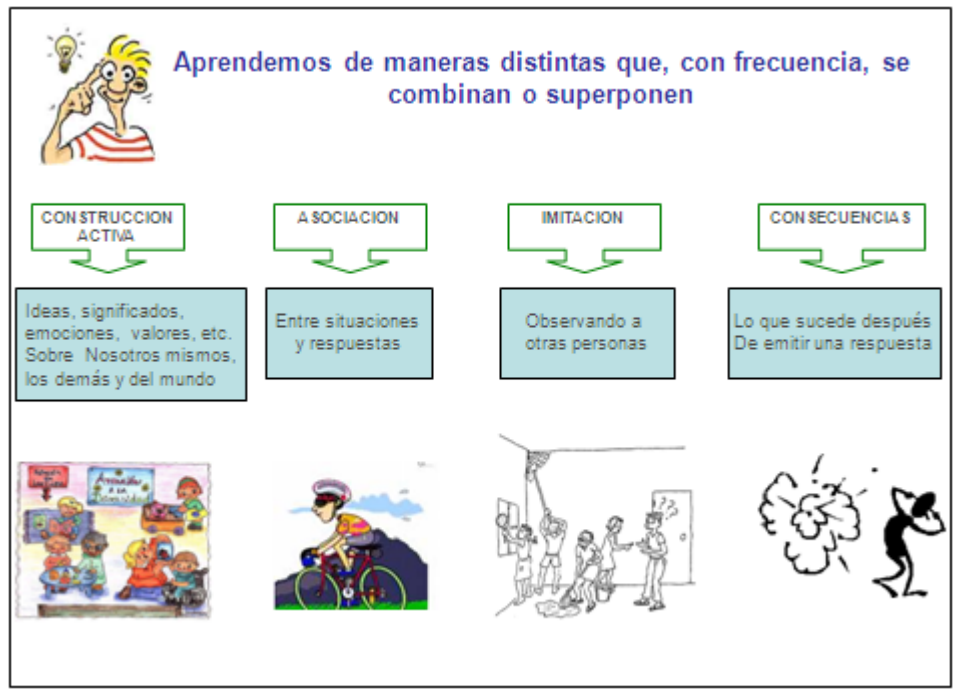 Aprendemos de maneras distintas que, con frecuencia, se
combinan o superponen
CONSTRUCCION
ACTIVA
ASOCIACION
IMITACION
CONSECUENCIAS
Ideas, significados,
emociones, valores, etc.
Sobre Nosotros mismos,
los demás y del mundo
Entre situaciones
y respuestas
Observando a
otras personas
Lo que sucede después
De emitir una respuesta
A LA
???